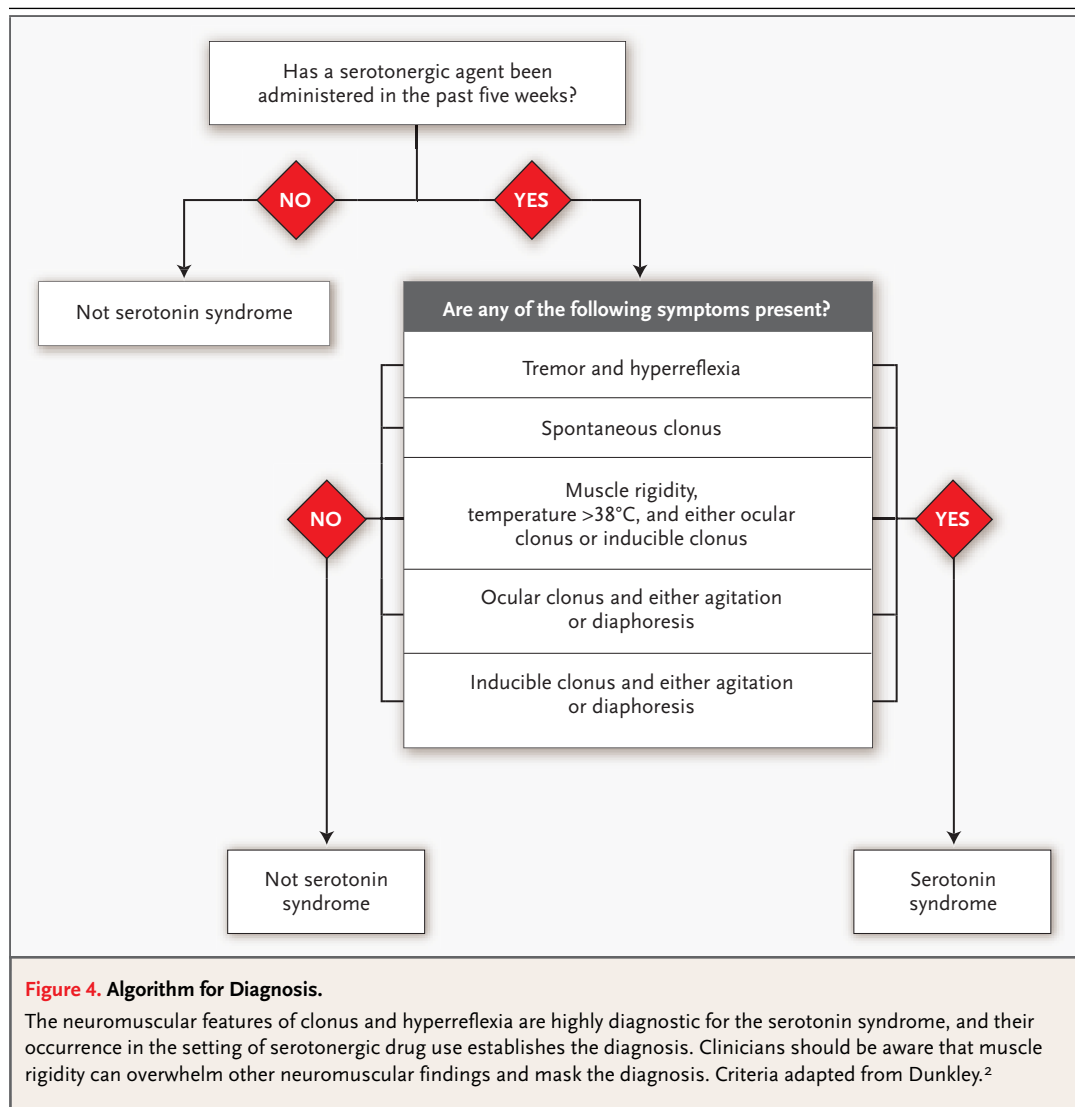 Has a serotonergic agent been
administered in the past five weeks?
NO
YES
Not serotonin syndrome
Are any of the following symptoms present?
Tremor and hyperreflexia
Spontaneous clonus
Muscle rigidity,
temperature >38°C, and either ocular
clonus or inducible clonus
NO
YES
Ocular clonus and either agitation
or diaphoresis
Inducible clonus and either agitation
or diaphoresis
Not serotonin
syndrome
Serotonin
syndrome
Figure 4. Algorithm for Diagnosis.
The neuromuscular features of clonus and hyperreflexia are highly diagnostic for the serotonin syndrome, and their
occurrence in the setting of serotonergic drug use establishes the diagnosis. Clinicians should be aware that muscle
rigidity can overwhelm other neuromuscular findings and mask the diagnosis. Criteria adapted from Dunkley.²